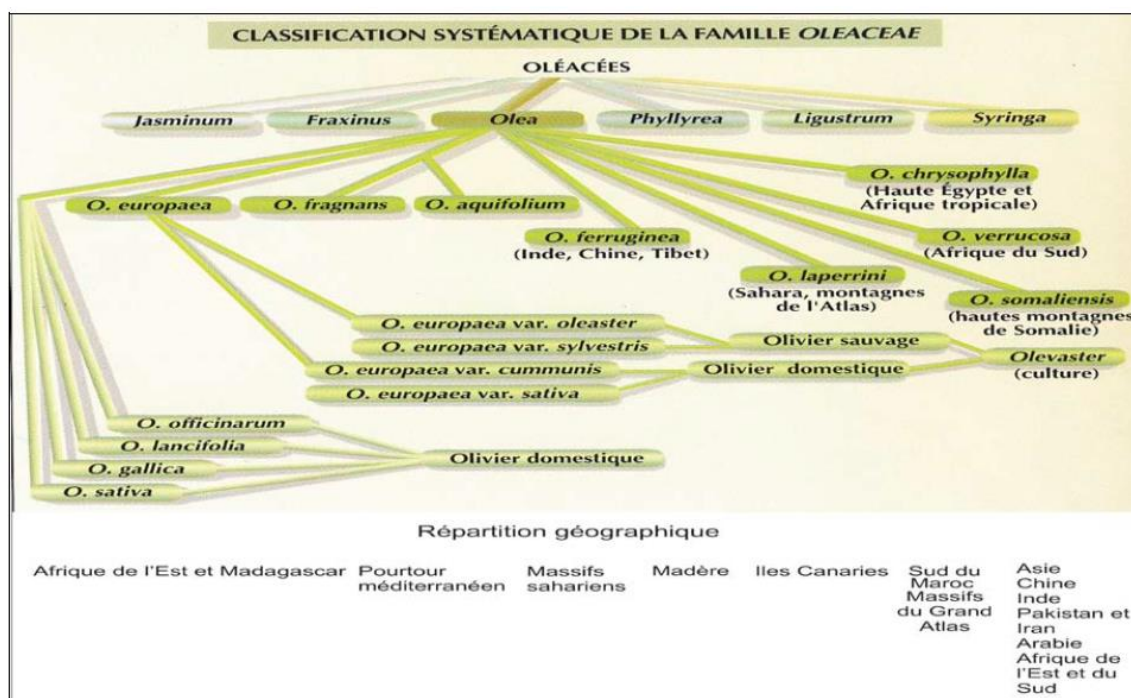 CLASSIFICATION SYSTÉMATIQUE DE LA FAMILLE OLEACEAE
OLÉACÉES
Jasminum
Fraxinus
Olea
Phyllyrea
Ligustrum
Syringa
O. chrysophylla
(Haute Égypte et
Afrique tropicale)
O. europaea
O. fragnans
O. aquifolium
O. ferruginea
(Inde, Chine, Tibet)
O. verrucosa
(Afrique du Sud)
O. laperrini
(Sahara, montagnes
de l'Atlas)
O. somaliensis
(hautes montagnes
de Somalie)
O. europaea var. oleaster
O. europaea var. sylvestris
Olivier sauvage
O. europaea var. cummunis
O. europaea var. sativa
Olivier domestique
Olevaster
(culture)
O. officinarum
O. lancifolia
O. gallica
O. sativa
Olivier domestique
Répartition géographique
Afrique de l'Est et Madagascar
Pourtour
méditerranéen
Massifs
sahariens
Madère
Iles Canaries
Sud du
Maroc
Massifs
du Grand
Atlas
Asie
Chine
Inde
Pakistan et
Iran
Arabie
Afrique de
l'Est et du
Sud